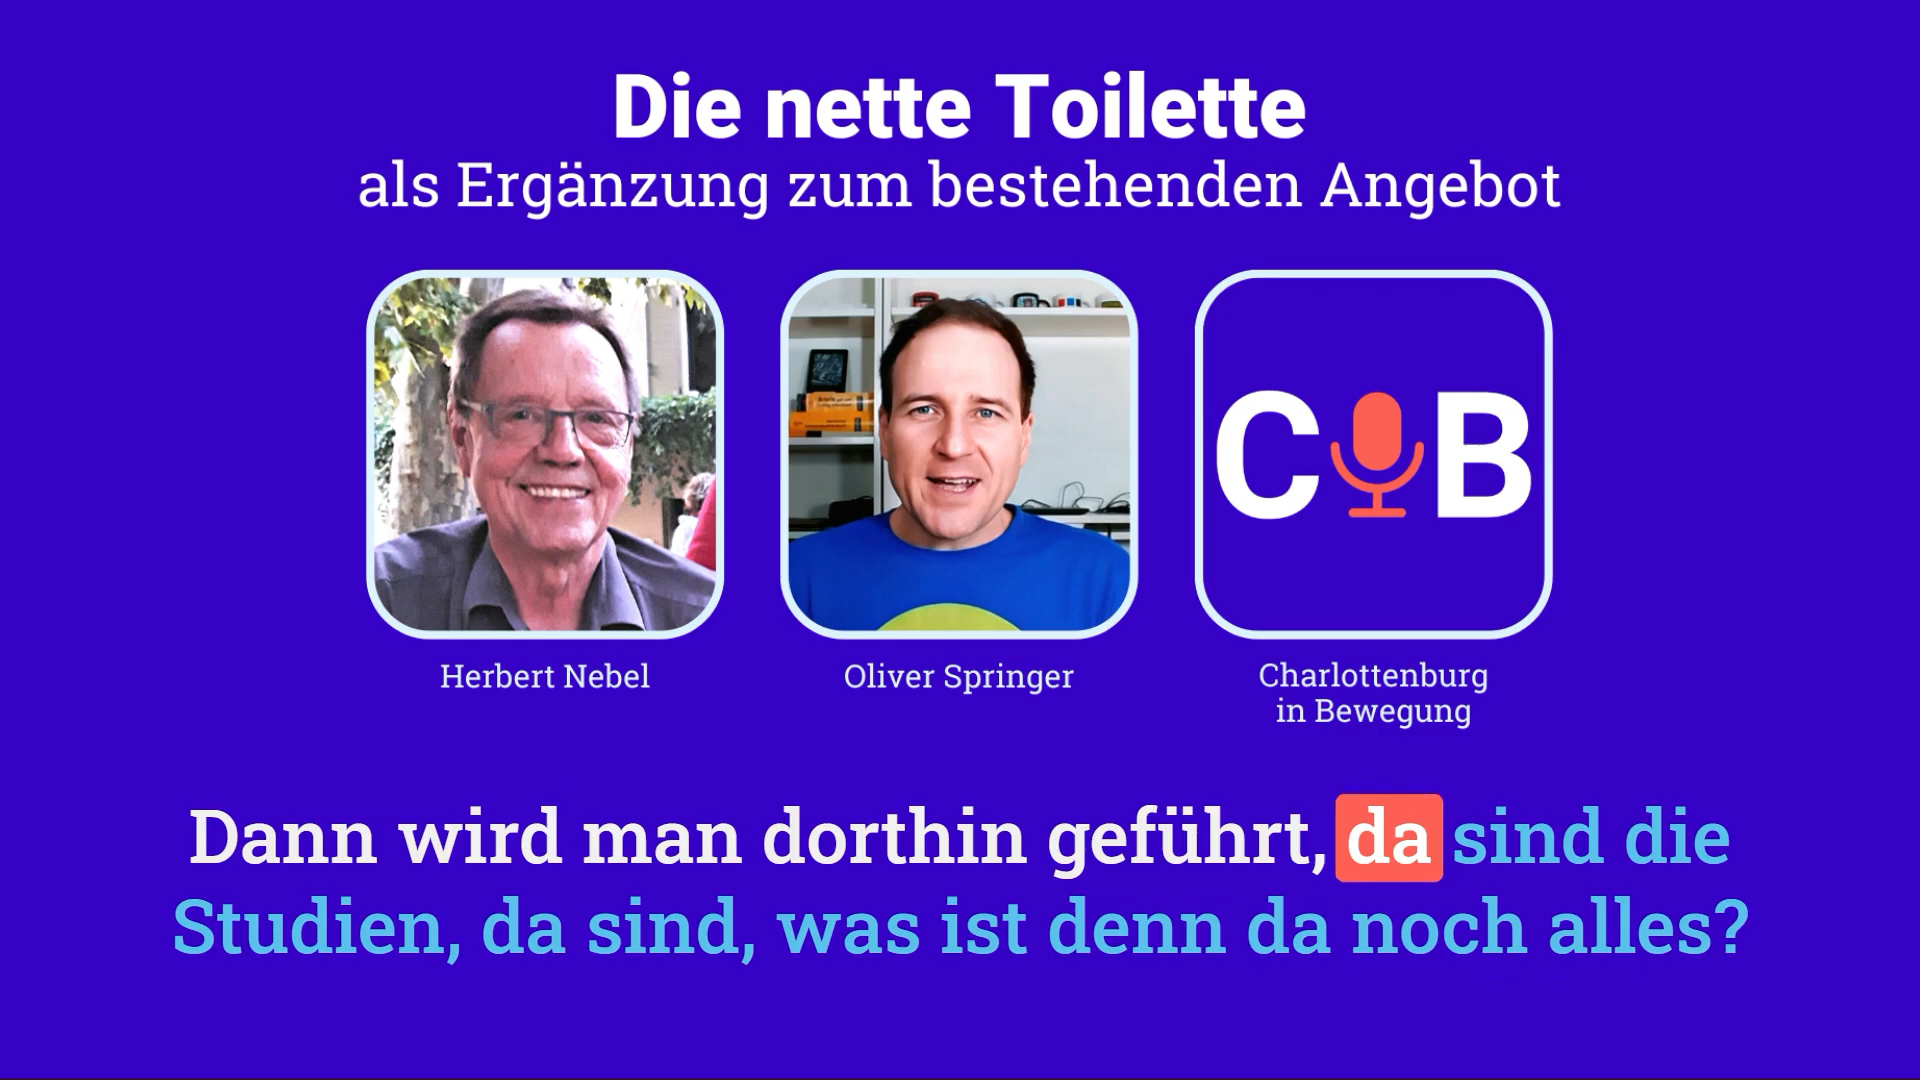 Die nette Toilette
als Ergänzung zum bestehenden Angebot
C B
Herbert Nebel
Oliver Springer
Charlottenburg
in Bewegung
Dann wird man dorthin geführt, da sind die
Studien, da sind, was ist denn da noch alles?